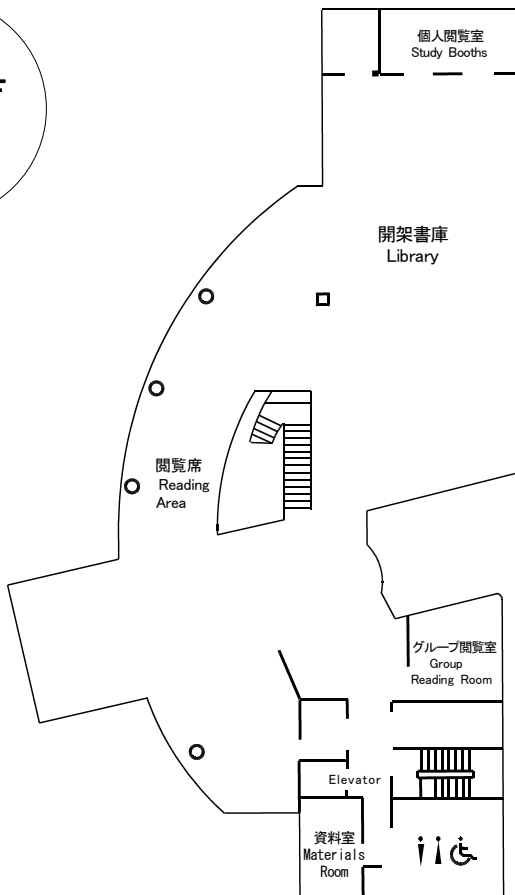 個人閲覧室
Study Booths
開架書庫
Library
閲覧席
Reading
Area
グループ閲覧室
Group
Reading Room
Elevator
資料室
Materials
Room